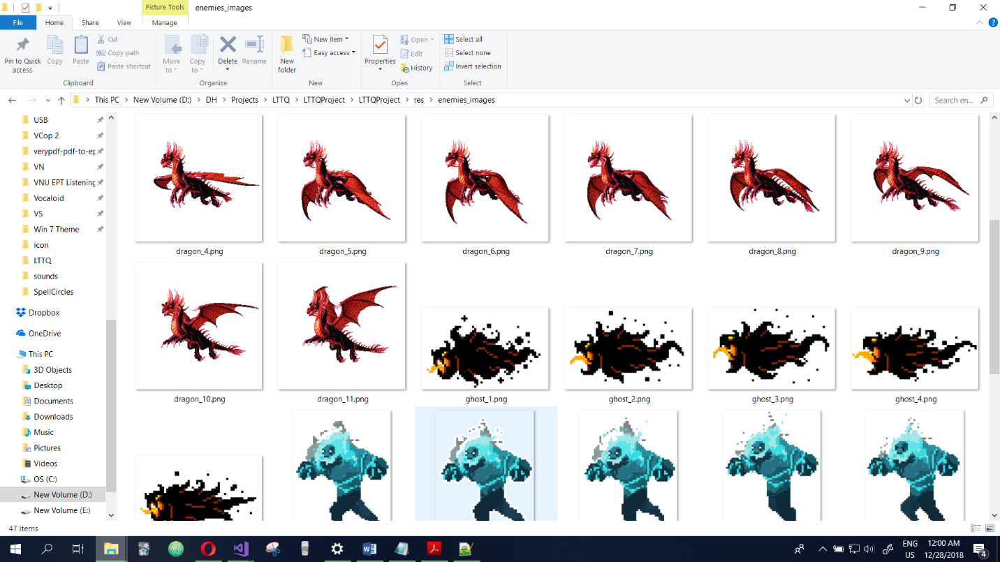 Picture Tools enemies_images
File Home Share View Manage
Pin to Quick access
Copy
Paste
Cut
Copy path
Paste shortcut
Clipboard
Move to
Copy to
Delete
Rename
Organize
New folder
New item
Easy access
New
Properties
Open
Edit
History
Open
Select all
Select none
Invert selection
Select
This PC > New Volume (D:) > DH > Projects > LTTQ > LTTQProject > LTTQProject > res > enemies_images
Search en...
USB
VCop 2
verypdf-pdf-to-ep
VN
VNU EPT Listening
Vocaloid
VS
Win 7 Theme
icon
LTTQ
sounds
SpellCircles
Dropbox
OneDrive
This PC
3D Objects
Desktop
Documents
Downloads
Music
Pictures
Videos
OS (C:)
New Volume (D:)
New Volume (E:)
dragon_4.png dragon_5.png dragon_6.png dragon_7.png dragon_8.png dragon_9.png
dragon_10.png dragon_11.png ghost_1.png ghost_2.png ghost_3.png ghost_4.png
47 items
ENG
US
12:00 AM
12/28/2018
4